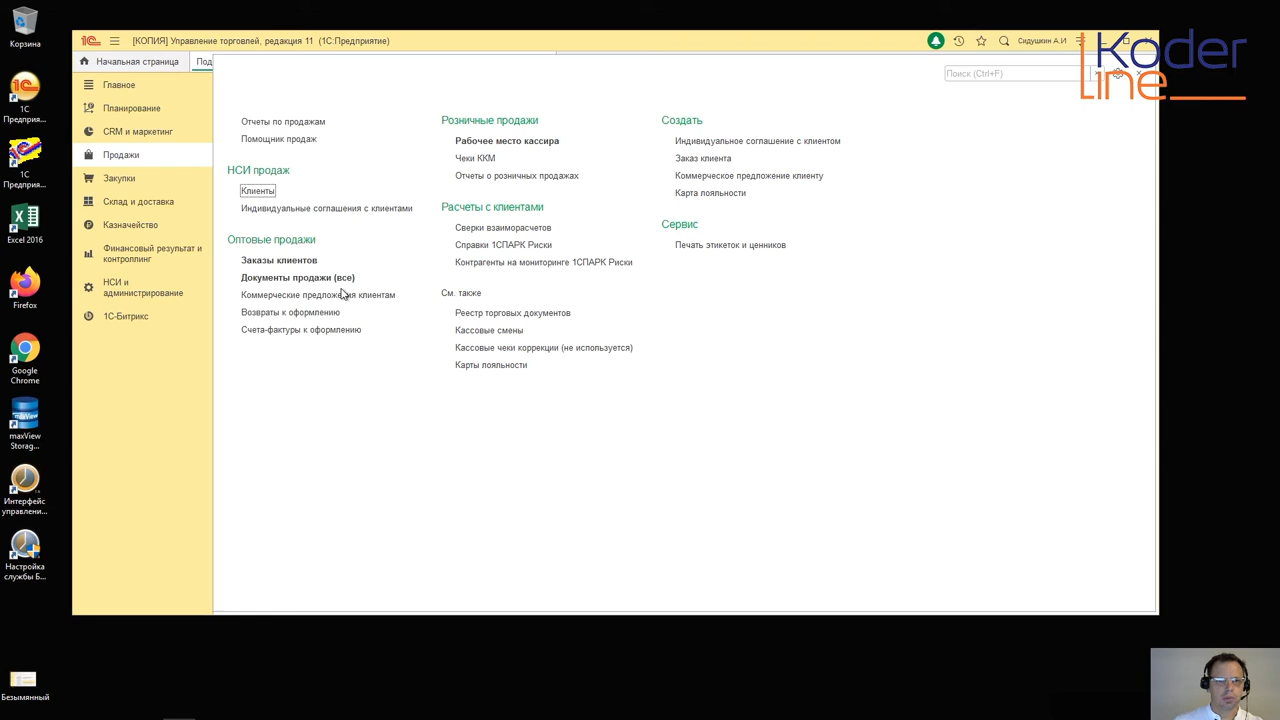 Корзина
1С
Предприя...
1С
Предприя...
Excel 2016
Firefox
Google
Chrome
maxView
Storag...
Интерфейс
управлени...
Настройка
службы Б...
Безымянный
[КОПИЯ] Управление торговлей, редакция 11 (1С:Предприятие)
Сидушкин А.И
Koder
Line
Начальная страница
Под
Поиск (Ctrl+F)
Главное
Планирование
CRM и маркетинг
Продажи
Закупки
Склад и доставка
Казначейство
Финансовый результат и
контроллинг
НСИ и
администрирование
1С-Битрикс
Отчеты по продажам
Помощник продаж
НСИ продаж
Клиенты
Индивидуальные соглашения с клиентами
Оптовые продажи
Заказы клиентов
Документы продажи (все)
Коммерческие предложения клиентам
Возвраты к оформлению
Счета-фактуры к оформлению
Розничные продажи
Рабочее место кассира
Чеки ККМ
Отчеты о розничных продажах
Расчеты с клиентами
Сверки взаиморасчетов
Справки 1СПАРК Риски
Контрагенты на мониторинге 1СПАРК Риски
См. также
Реестр торговых документов
Кассовые смены
Кассовые чеки коррекции (не используется)
Карты лояльности
Создать
Индивидуальное соглашение с клиентом
Заказ клиента
Коммерческое предложение клиенту
Карта лояльности
Сервис
Печать этикеток и ценников